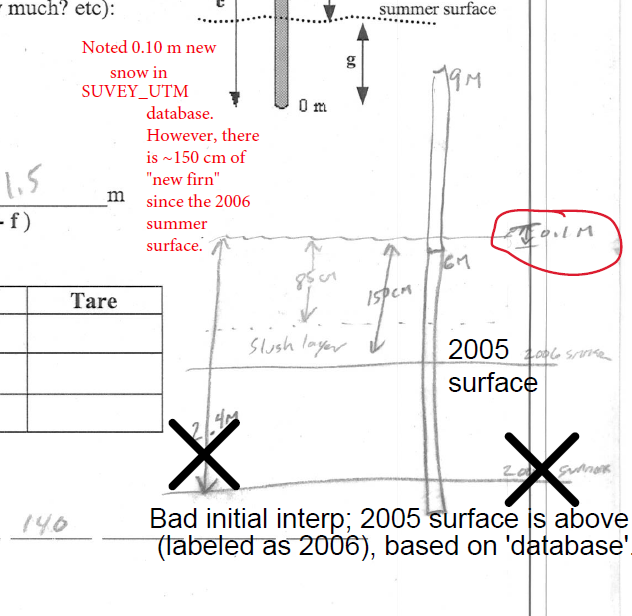 much? etc):
summer surface
Noted 0.10 m new
snow in
SUVEY_UTM
database.
However, there
is ~150 cm of
"new firn"
since the 2006
summer
surface.
g
0 m
9M
1.5
m
- f )
0.1 M
6M
85cm
150cm
Slush layer
Tare
2005
surface
2006 surface
2.4M
140
Bad initial interp; 2005 surface is above
(labeled as 2006), based on 'database'.